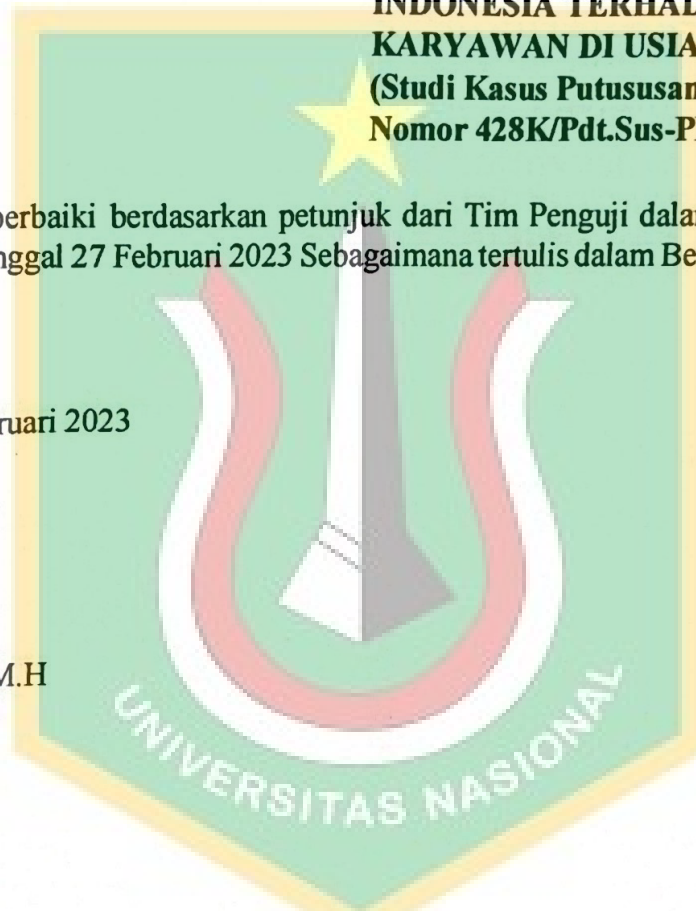 INDONESIA TERHAD
KARYAWAN DI USIA
(Studi Kasus Putususan
Nomor 428K/Pdt.Sus-P
perbaiki berdasarkan petunjuk dari Tim Penguji dalam
nggal 27 Februari 2023 Sebagaimana tertulis dalam Be
ruari 2023
M.H
UNIVERSITAS NASIONAL